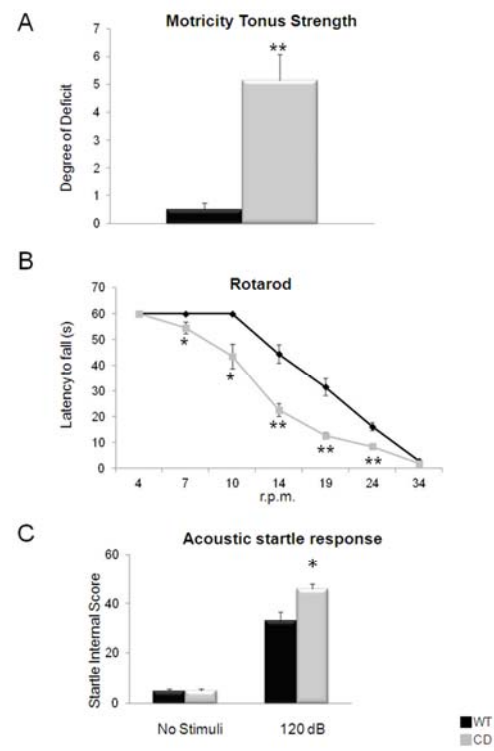 A
Motricity Tonus Strength
Degree of Deficit
7
6
5
4
3
2
1
0
**
B
Rotarod
Latency to fall (s)
70
60
50
40
30
20
10
0
* * ** ** **
4 7 10 14 19 24 34
r.p.m.
C
Acoustic startle response
Startle Internal Score
60
40
20
0
*
No Stimuli 120 dB
WT
CD